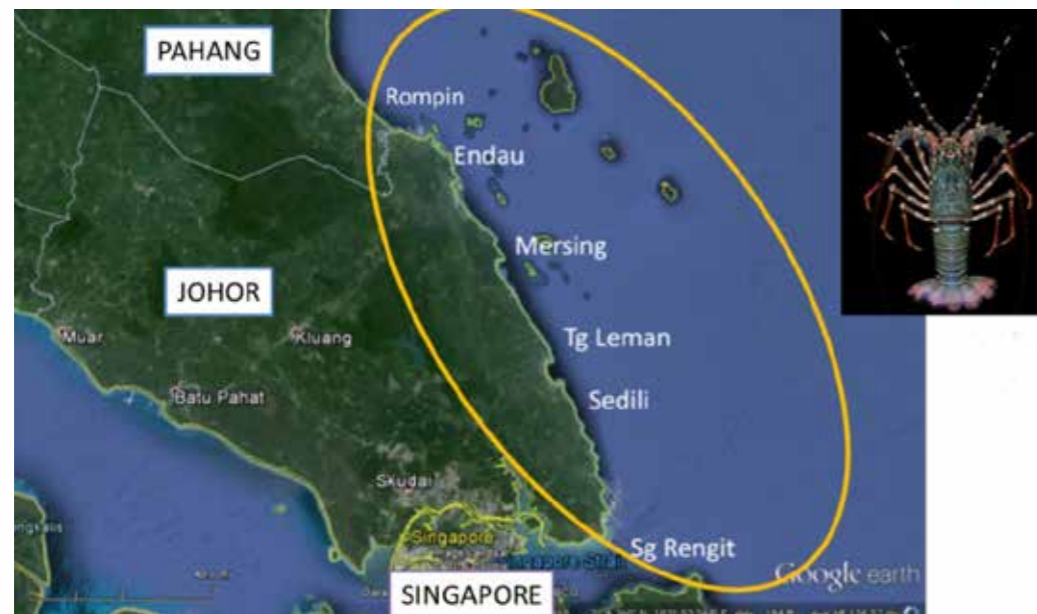 PAHANG
Rompin
Endau
Mersing
JOHOR
Muar
Kluang
Tg Leman
Batu Pahat
Sedili
Skudai
Singapore
Sg Rengit
SINGAPORE
Google earth